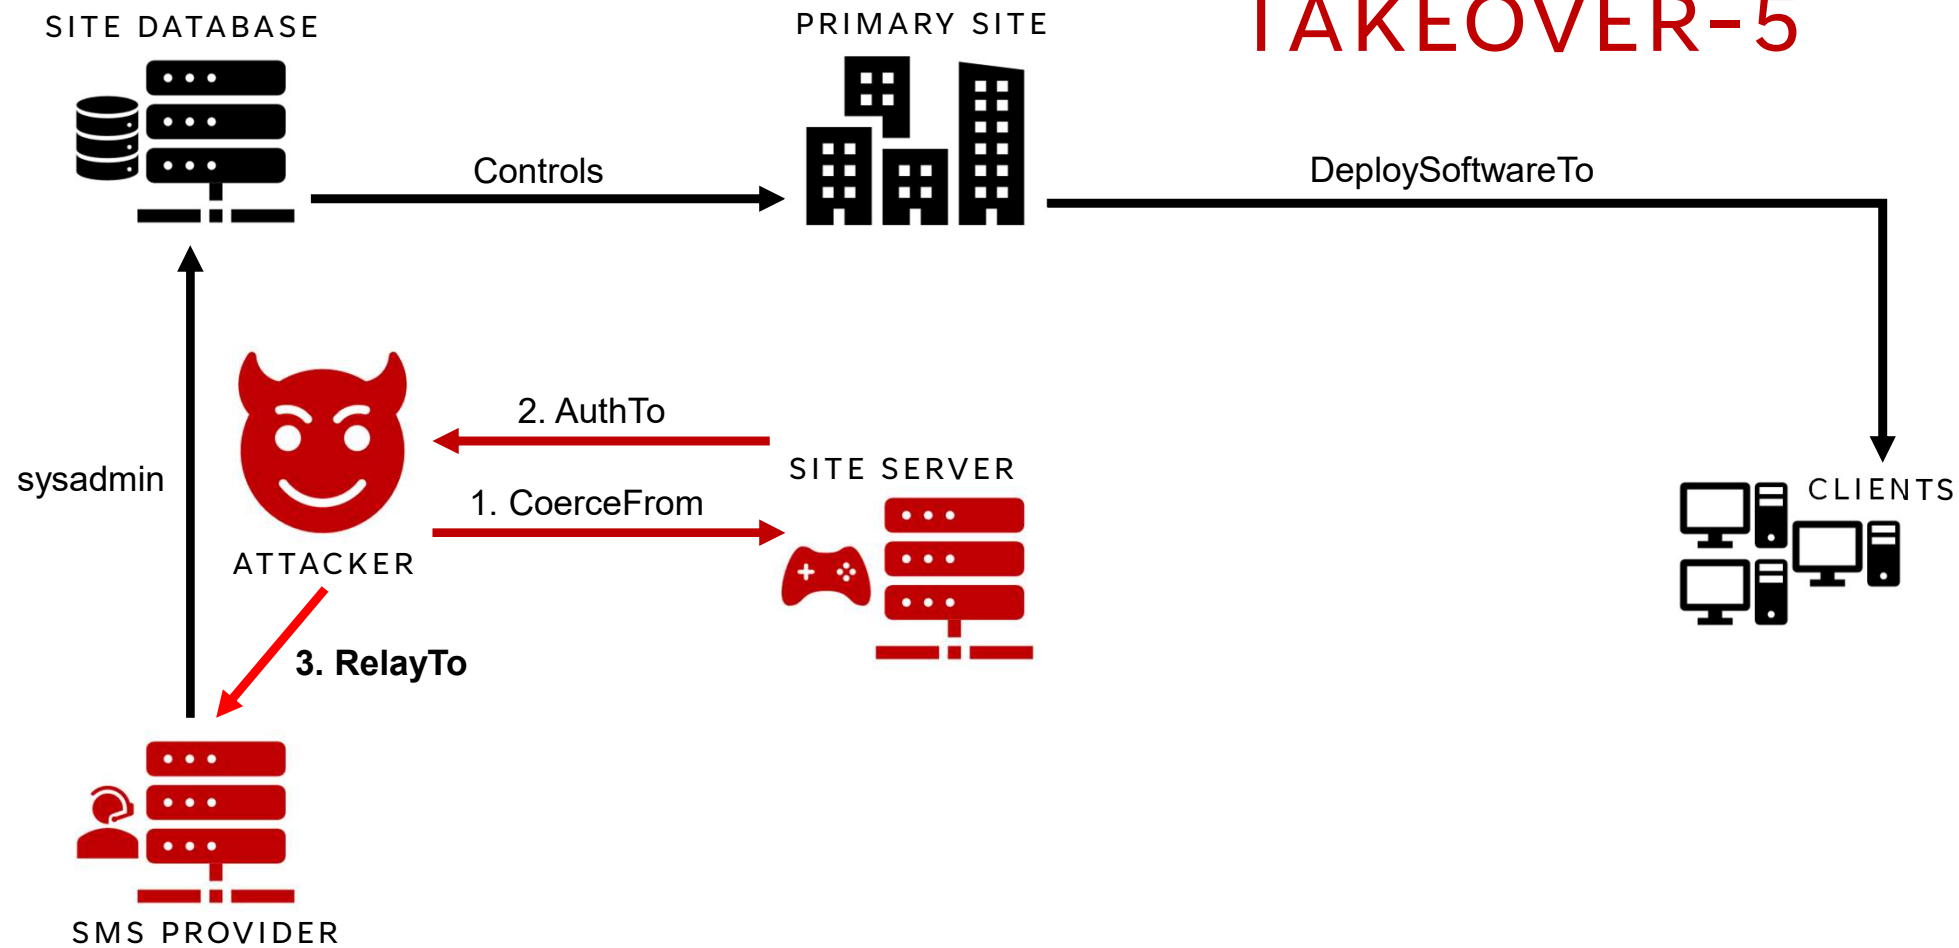 SITE DATABASE
PRIMARY SITE
TAKEOVER-5
Controls
DeploySoftwareTo
2. AuthTo
SITE SERVER
sysadmin
1. CoerceFrom
CLIENTS
ATTACKER
3. RelayTo
SMS PROVIDER